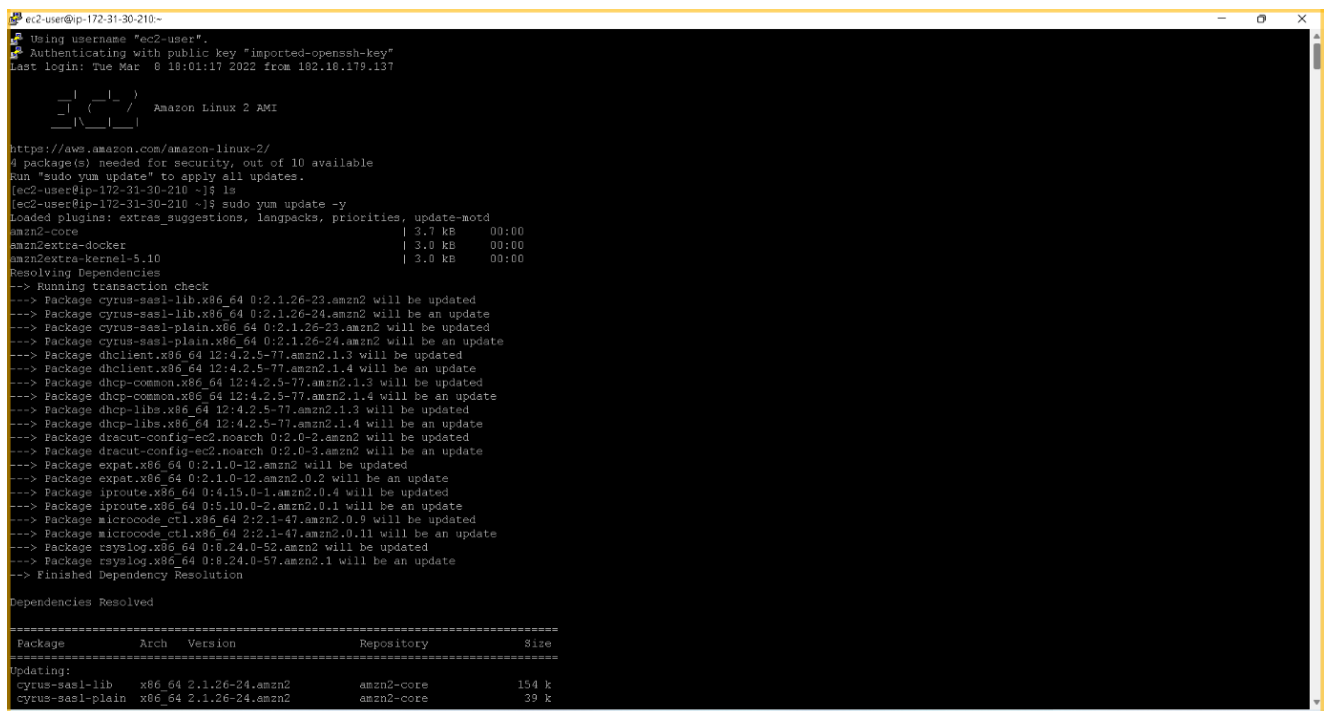 ec2-user@ip-172-31-30-210:~
Using username "ec2-user".
Authenticating with public key "imported-openssh-key"
Last login: Tue Mar  8 18:01:17 2022 from 182.18.179.137
__|  __|_  )
_|  (     /   Amazon Linux 2 AMI
___|\___|___|
https://aws.amazon.com/amazon-linux-2/
4 package(s) needed for security, out of 10 available
Run "sudo yum update" to apply all updates.
[ec2-user@ip-172-31-30-210 ~]$ ls
[ec2-user@ip-172-31-30-210 ~]$ sudo yum update -y
Loaded plugins: extras_suggestions, langpacks, priorities, update-motd
amzn2-core | 3.7 kB 00:00
amzn2extra-docker | 3.0 kB 00:00
amzn2extra-kernel-5.10 | 3.0 kB 00:00
Resolving Dependencies
--> Running transaction check
---> Package cyrus-sasl-lib.x86_64 0:2.1.26-23.amzn2 will be updated
---> Package cyrus-sasl-lib.x86_64 0:2.1.26-24.amzn2 will be an update
---> Package cyrus-sasl-plain.x86_64 0:2.1.26-23.amzn2 will be updated
---> Package cyrus-sasl-plain.x86_64 0:2.1.26-24.amzn2 will be an update
---> Package dhclient.x86_64 12:4.2.5-77.amzn2.1.3 will be updated
---> Package dhclient.x86_64 12:4.2.5-77.amzn2.1.4 will be an update
---> Package dhcp-common.x86_64 12:4.2.5-77.amzn2.1.3 will be updated
---> Package dhcp-common.x86_64 12:4.2.5-77.amzn2.1.4 will be an update
---> Package dhcp-libs.x86_64 12:4.2.5-77.amzn2.1.3 will be updated
---> Package dhcp-libs.x86_64 12:4.2.5-77.amzn2.1.4 will be an update
---> Package dracut-config-ec2.noarch 0:2.0-2.amzn2 will be updated
---> Package dracut-config-ec2.noarch 0:2.0-3.amzn2 will be an update
---> Package expat.x86_64 0:2.1.0-12.amzn2 will be updated
---> Package expat.x86_64 0:2.1.0-12.amzn2.0.2 will be an update
---> Package iproute.x86_64 0:4.15.0-1.amzn2.0.4 will be updated
---> Package iproute.x86_64 0:5.10.0-2.amzn2.0.1 will be an update
---> Package microcode_ctl.x86_64 2:2.1-47.amzn2.0.9 will be updated
---> Package microcode_ctl.x86_64 2:2.1-47.amzn2.0.11 will be an update
---> Package rsyslog.x86_64 0:8.24.0-52.amzn2 will be updated
---> Package rsyslog.x86_64 0:8.24.0-57.amzn2.1 will be an update
--> Finished Dependency Resolution
Dependencies Resolved
================================================================================
Package Arch Version Repository Size
================================================================================
Updating:
cyrus-sasl-lib x86_64 2.1.26-24.amzn2 amzn2-core 154 k
cyrus-sasl-plain x86_64 2.1.26-24.amzn2 amzn2-core 39 k